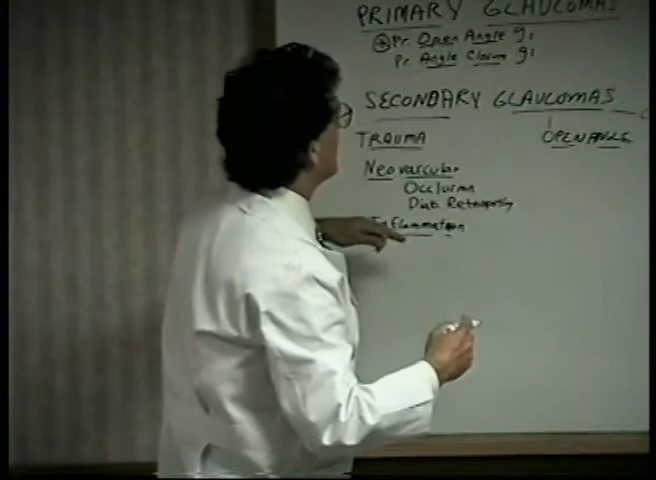 PRIMARY GLAUCOMAS
Pr. Open Angle gl
Pr Angle Closure gl
SECONDARY GLAUCOMAS
TRAUMA
OPEN ANGLE
Neovascular
Occlusion
Diab. Retinopathy
Inflammation